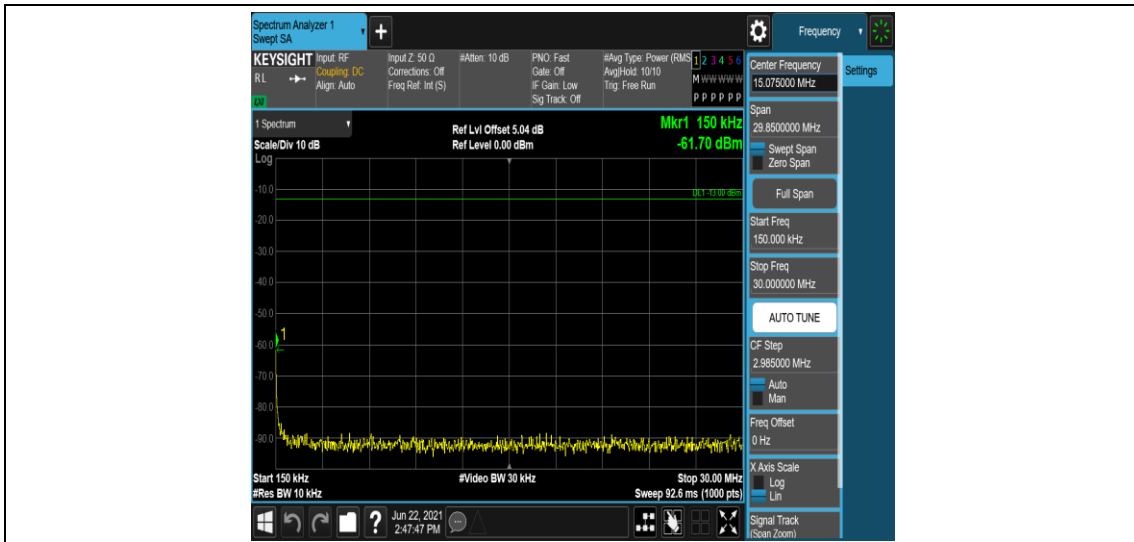 Spectrum Analyzer 1
Swept SA
+
Frequency
KEYSIGHT
RL
LXI
Input: RF
Coupling: DC
Align: Auto
Input Z: 50 Ω
Corrections: Off
Freq Ref: Int (S)
#Atten: 10 dB
PNO: Fast
Gate: Off
IF Gain: Low
Sig Track: Off
#Avg Type: Power (RMS
Avg|Hold: 10/10
Trig: Free Run
1 2 3 4 5 6
M W W W W W
P P P P P P
1 Spectrum
Scale/Div 10 dB
Log
Ref Lvl Offset 5.04 dB
Ref Level 0.00 dBm
Mkr1 150 kHz
-61.70 dBm
DL1 -13.00 dBm
-10.0
-20.0
-30.0
-40.0
-50.0
1
-60.0
-70.0
-80.0
-90.0
Start 150 kHz
#Res BW 10 kHz
#Video BW 30 kHz
Stop 30.00 MHz
Sweep 92.6 ms (1000 pts)
?
Jun 22, 2021
2:47:47 PM
Center Frequency
15.075000 MHz
Settings
Span
29.8500000 MHz
Swept Span
Zero Span
Full Span
Start Freq
150.000 kHz
Stop Freq
30.000000 MHz
AUTO TUNE
CF Step
2.985000 MHz
Auto
Man
Freq Offset
0 Hz
X Axis Scale
Log
Lin
Signal Track
(Span Zoom)